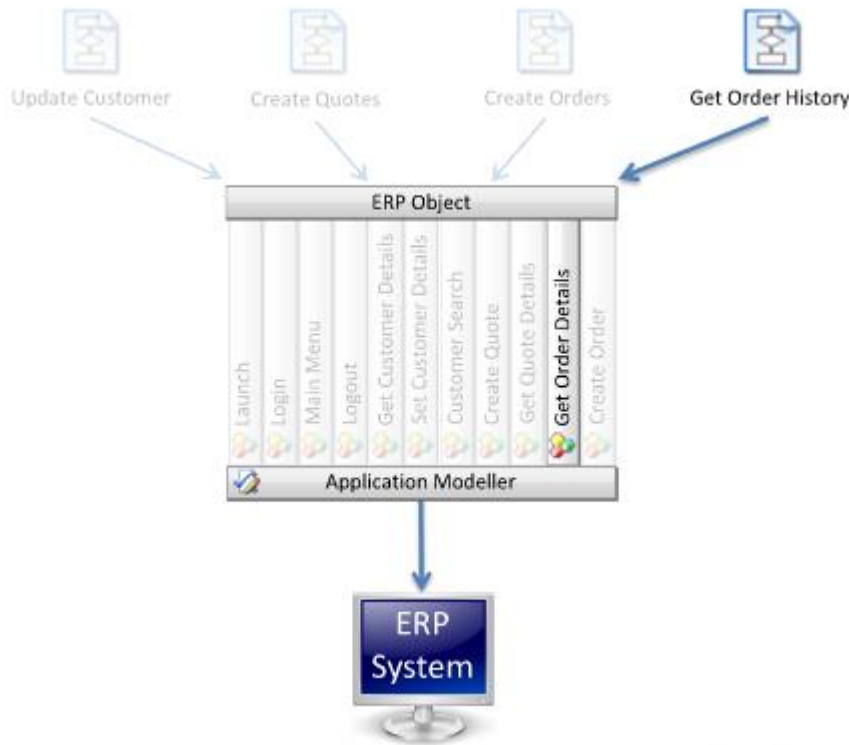 Update Customer
Create Quotes
Create Orders
Get Order History
ERP Object
Launch
Login
Main Menu
Logout
Get Customer Details
Set Customer Details
Customer Search
Create Quote
Get Quote Details
Get Order Details
Create Order
Application Modeller
ERP
System